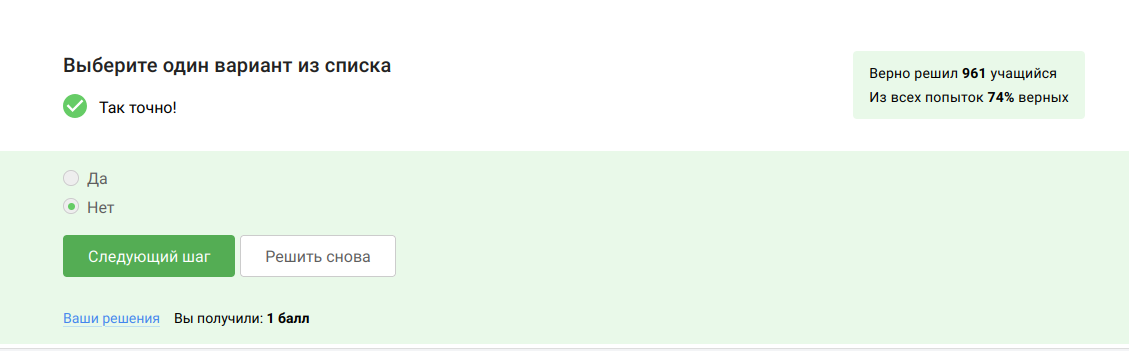 Выберите один вариант из списка
Так точно!
Верно решил 961 учащийся
Из всех попыток 74% верных
Да
Нет
Следующий шаг
Решить снова
Ваши решения Вы получили: 1 балл